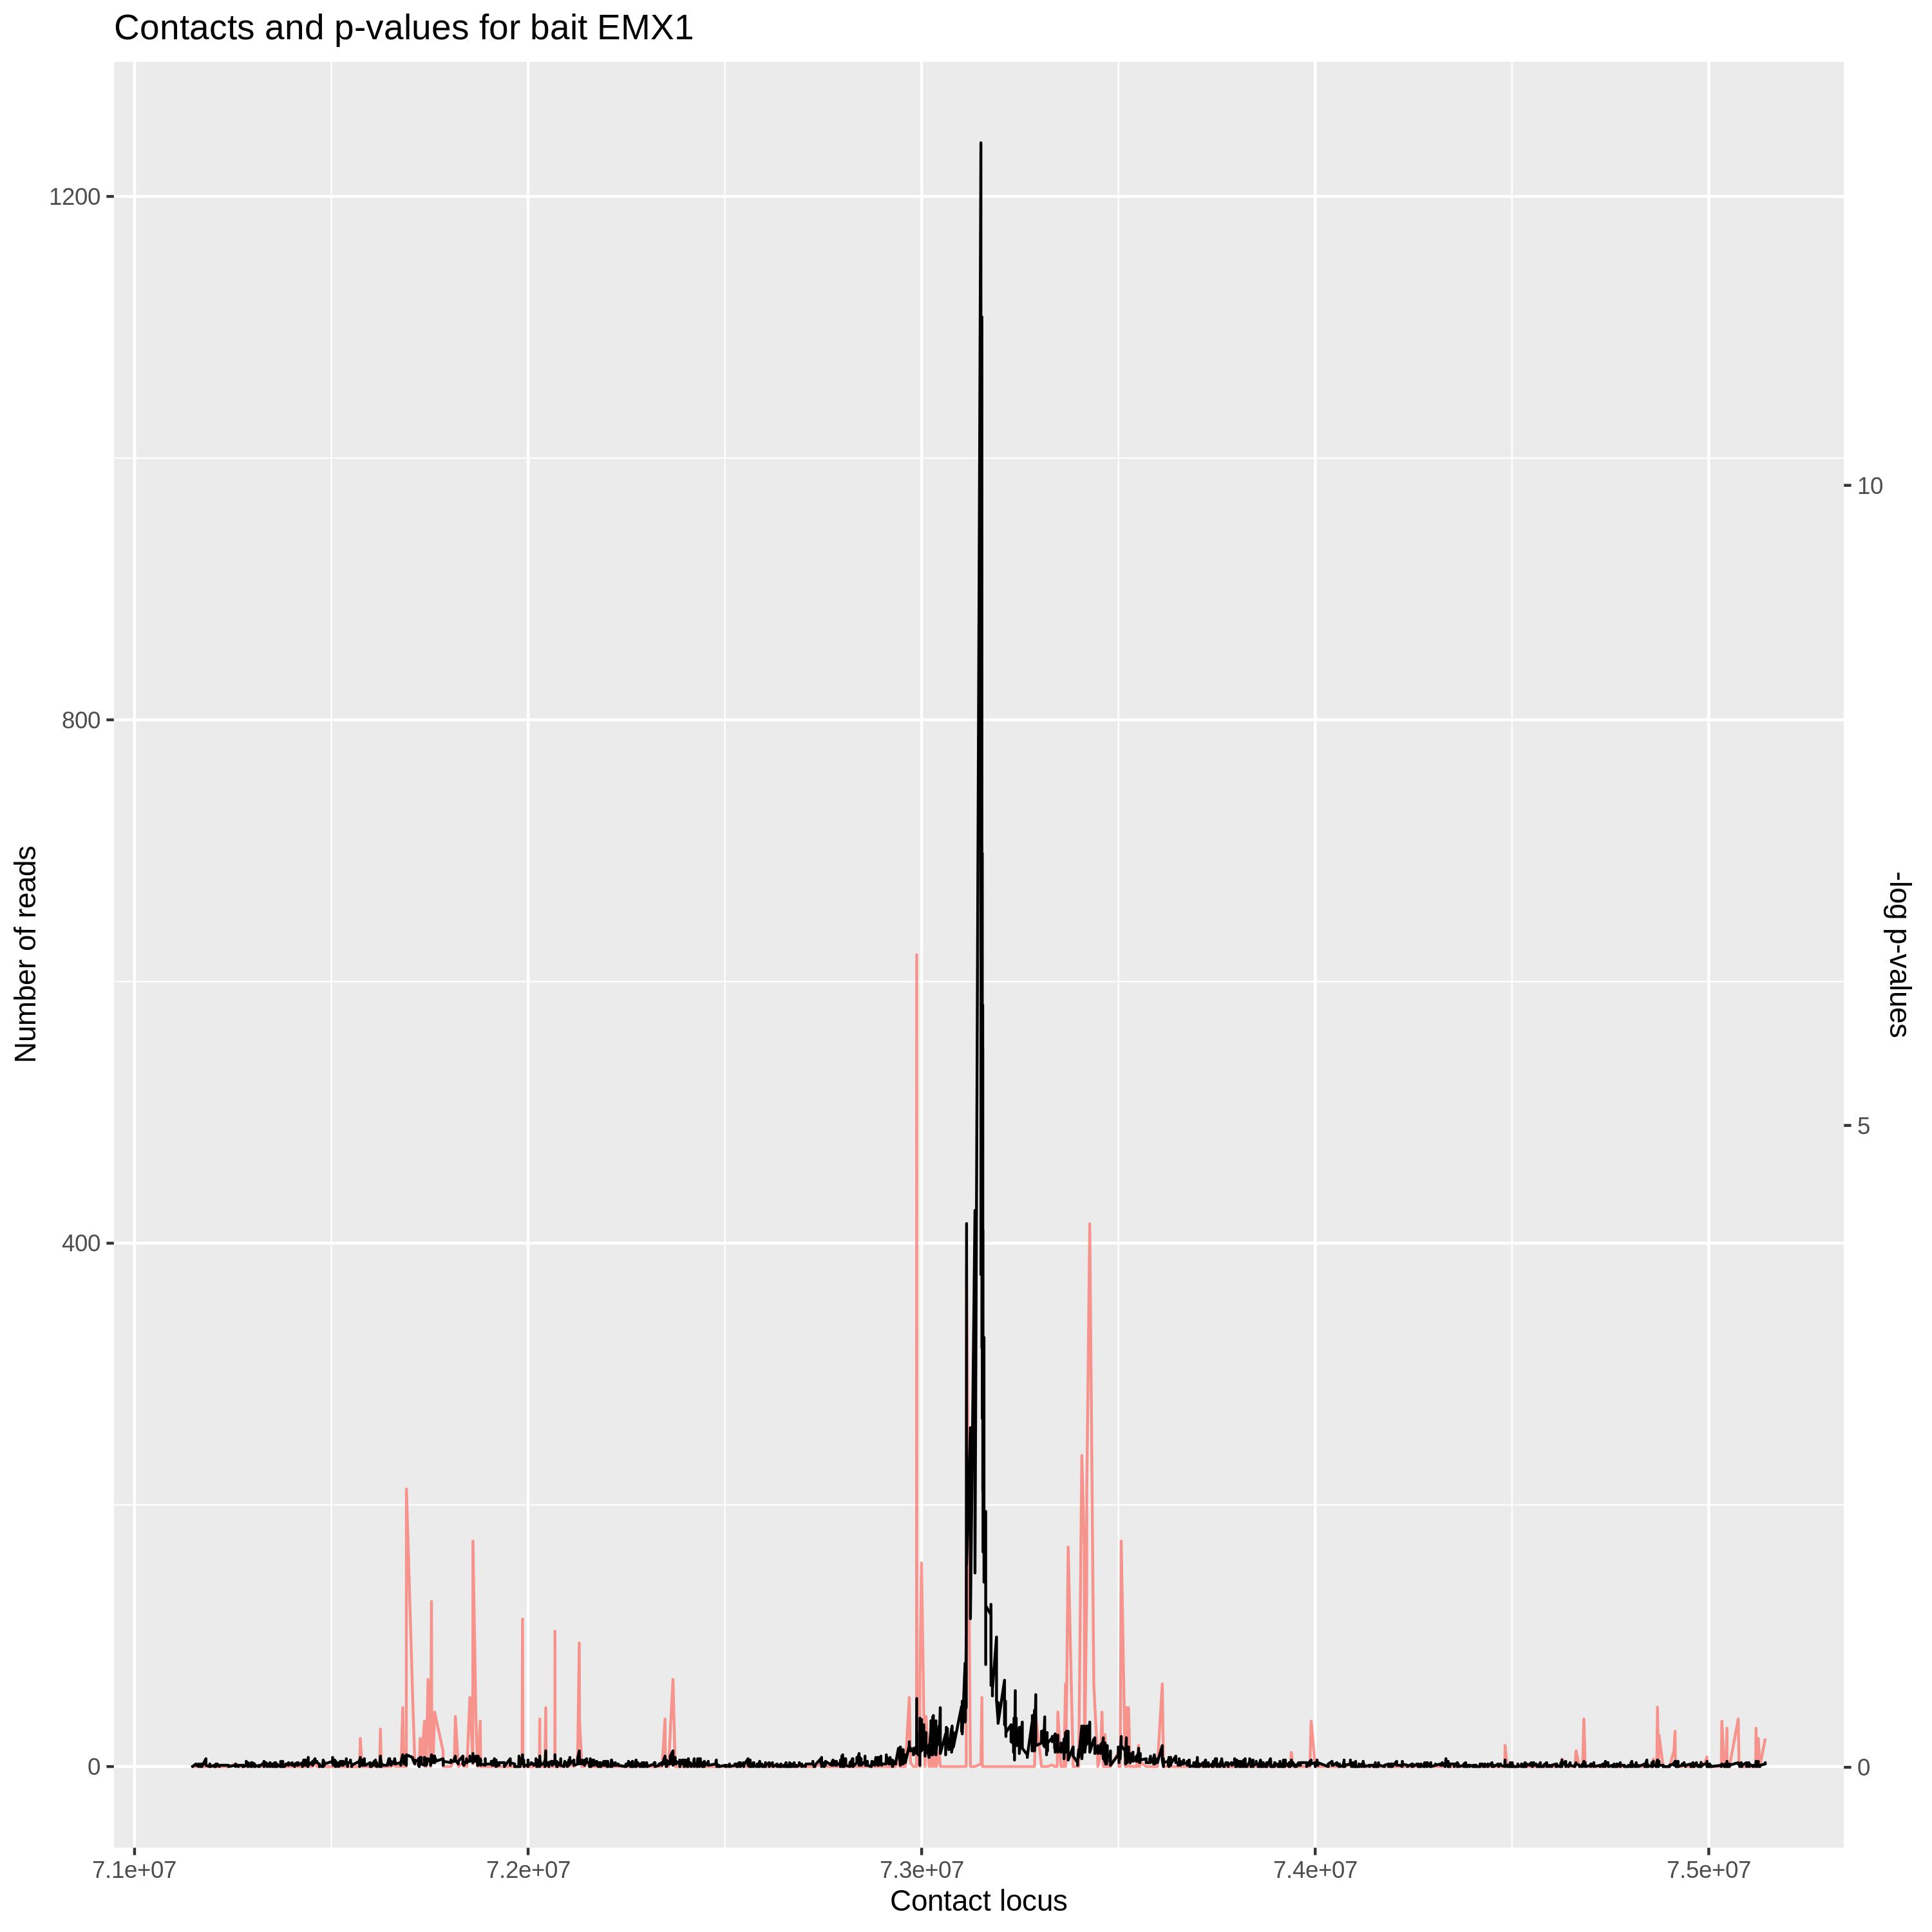 Contacts and p-values for bait EMX1
1200
800
400
0
Number of reads
10
5
0
-log p-values
7.1e+07
7.2e+07
7.3e+07
7.4e+07
7.5e+07
Contact locus